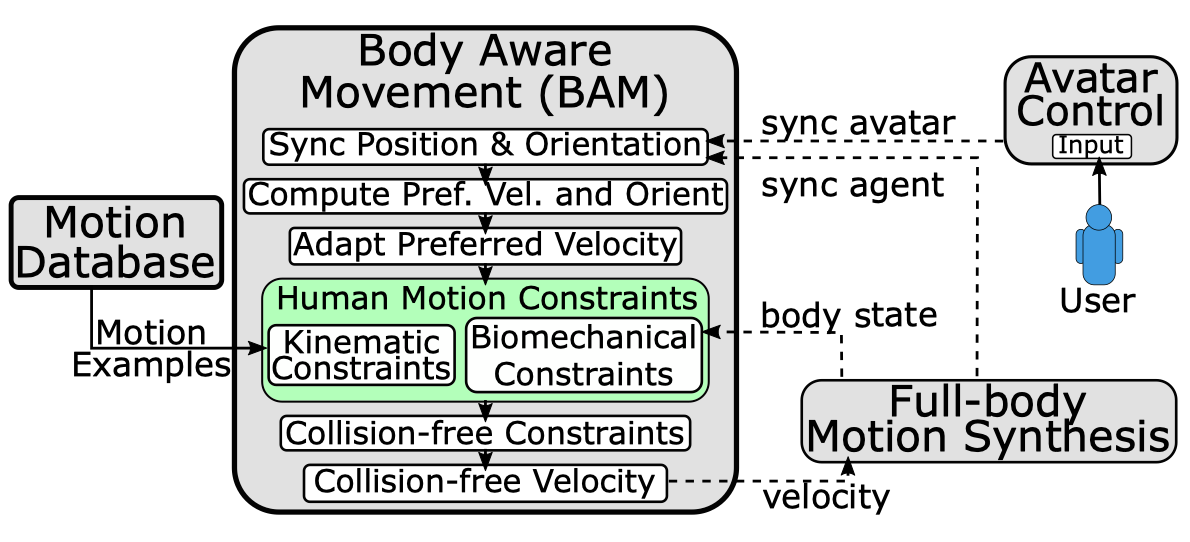 Body Aware
Movement (BAM)
Sync Position & Orientation
Compute Pref. Vel. and Orient
Adapt Preferred Velocity
Human Motion Constraints
Kinematic
Constraints
Biomechanical
Constraints
Collision-free Constraints
Collision-free Velocity
Motion
Database
Motion
Examples
sync avatar
sync agent
body state
velocity
Avatar
Control
Input
User
Full-body
Motion Synthesis